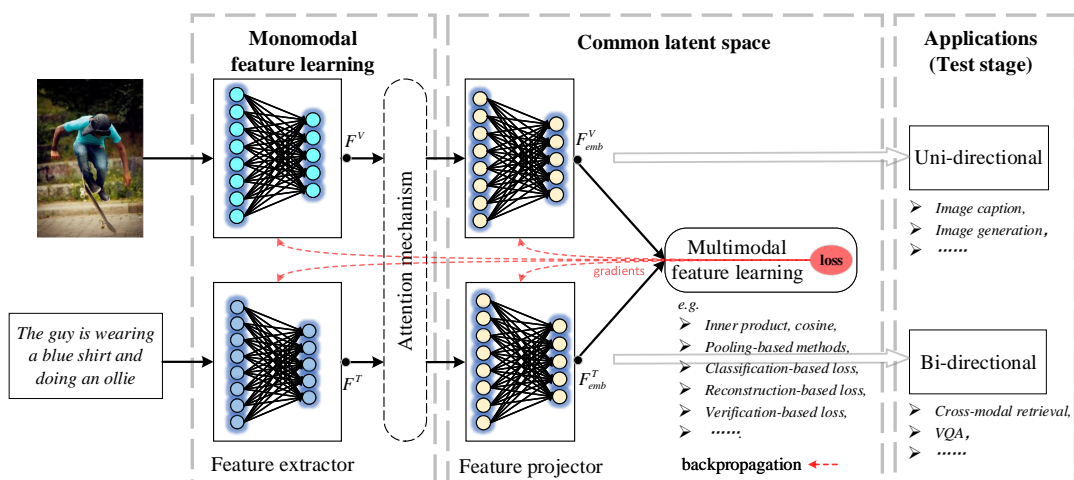 Monomodal
feature learning
Common latent space
Applications
(Test stage)
F^V
Attention mechanism
F^V_emb
Uni-directional
➢ Image caption,
➢ Image generation,
➢ ……
Multimodal
feature learning
loss
gradients
The guy is wearing
a blue shirt and
doing an ollie
F^T
F^T_emb
e.g.
➢ Inner product, cosine,
➢ Pooling-based methods,
➢ Classification-based loss,
➢ Reconstruction-based loss,
➢ Verification-based loss,
➢ ……
Bi-directional
➢ Cross-modal retrieval,
➢ VQA,
➢ ……
Feature extractor
Feature projector
backpropagation